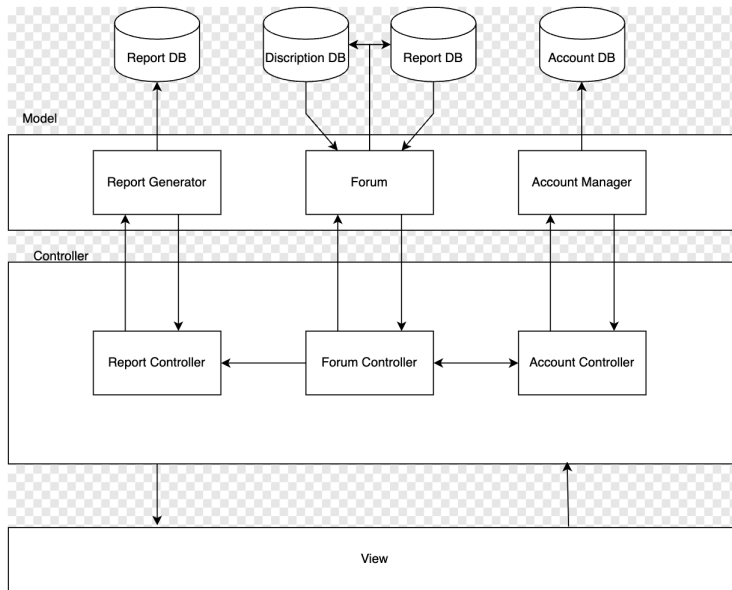 Report DB
Discription DB
Report DB
Account DB
Model
Report Generator
Forum
Account Manager
Controller
Report Controller
Forum Controller
Account Controller
View